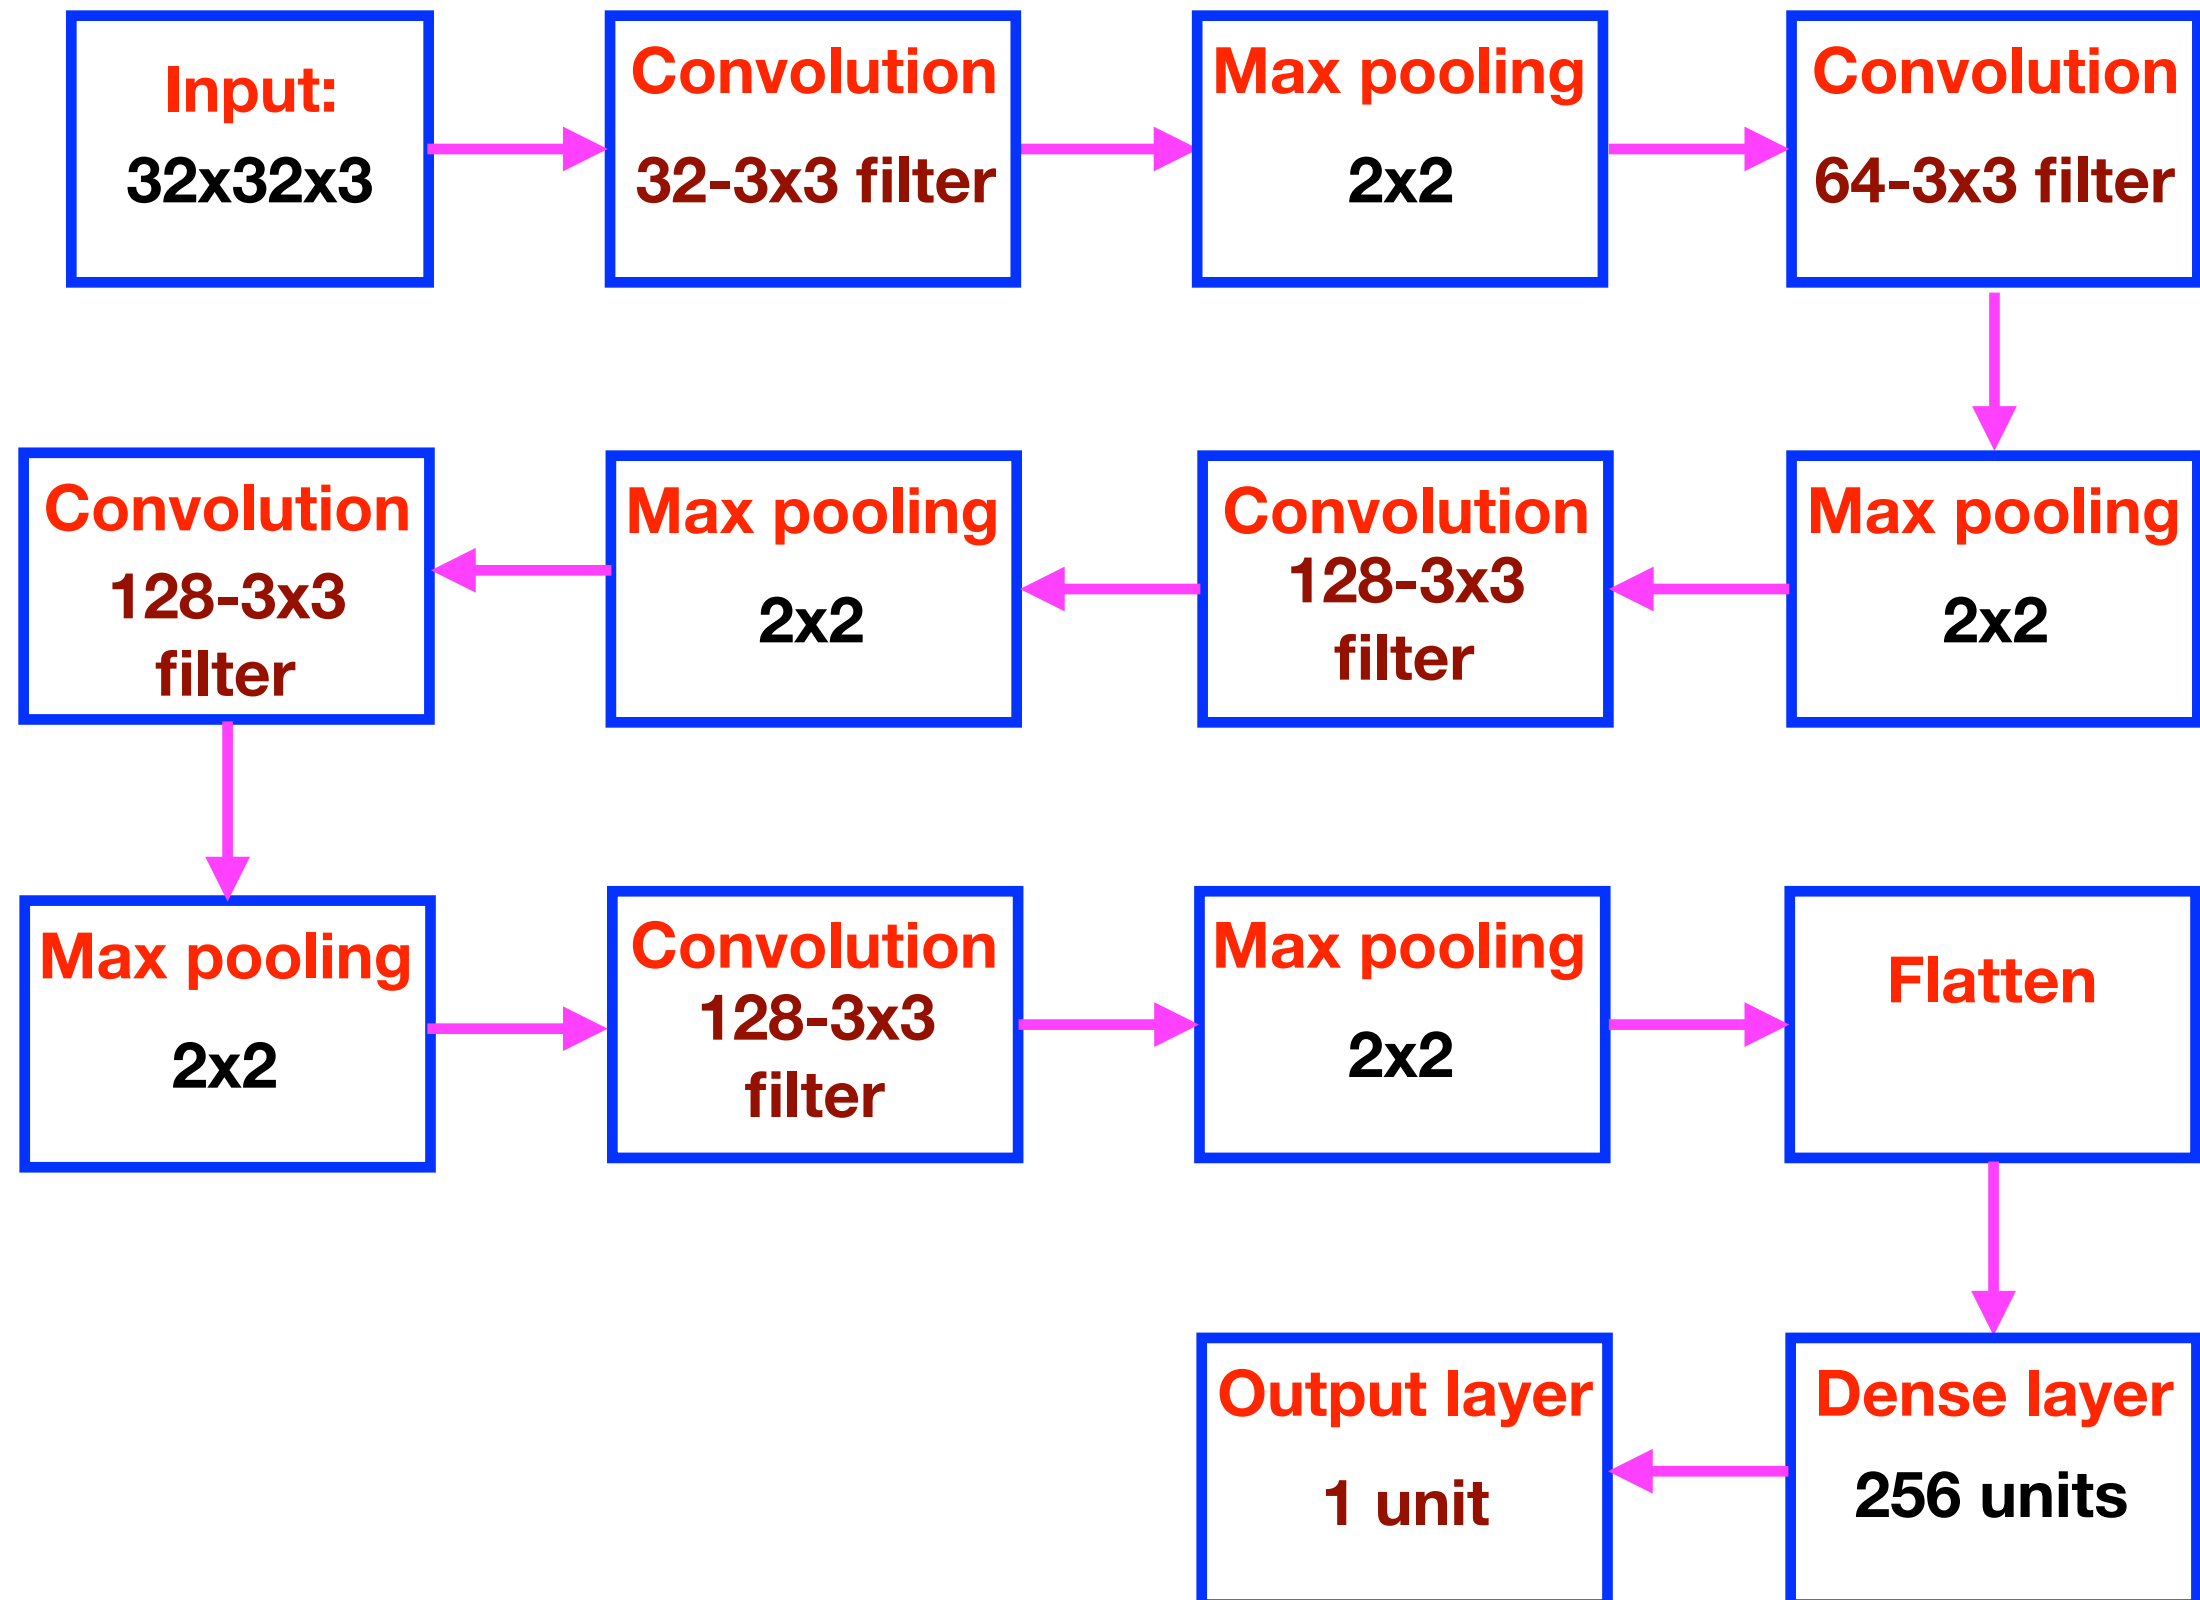 Input:
32x32x3
Convolution
32-3x3 filter
Max pooling
2x2
Convolution
64-3x3 filter
Max pooling
2x2
Convolution
128-3x3
filter
Max pooling
2x2
Convolution
128-3x3
filter
Max pooling
2x2
Convolution
128-3x3
filter
Max pooling
2x2
Flatten
Dense layer
256 units
Output layer
1 unit